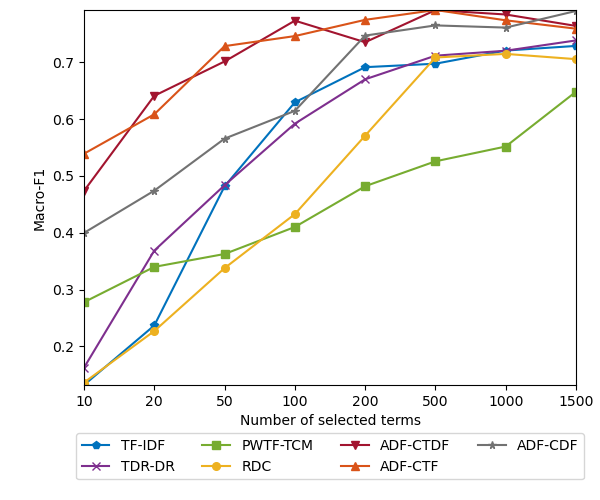 0.7
0.6
0.5
0.4
0.3
0.2
Macro-F1
10 20 50 100 200 500 1000 1500
Number of selected terms
TF-IDF PWTF-TCM ADF-CTDF ADF-CDF
TDR-DR RDC ADF-CTF